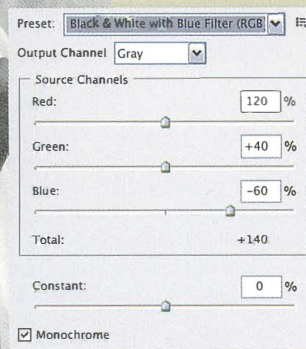 Preset: Black & White with Blue Filter (RGB
Output Channel Gray
Source Channels
Red: 120 %
Green: +40 %
Blue: -60 %
Total: +140
Constant: 0 %
Monochrome